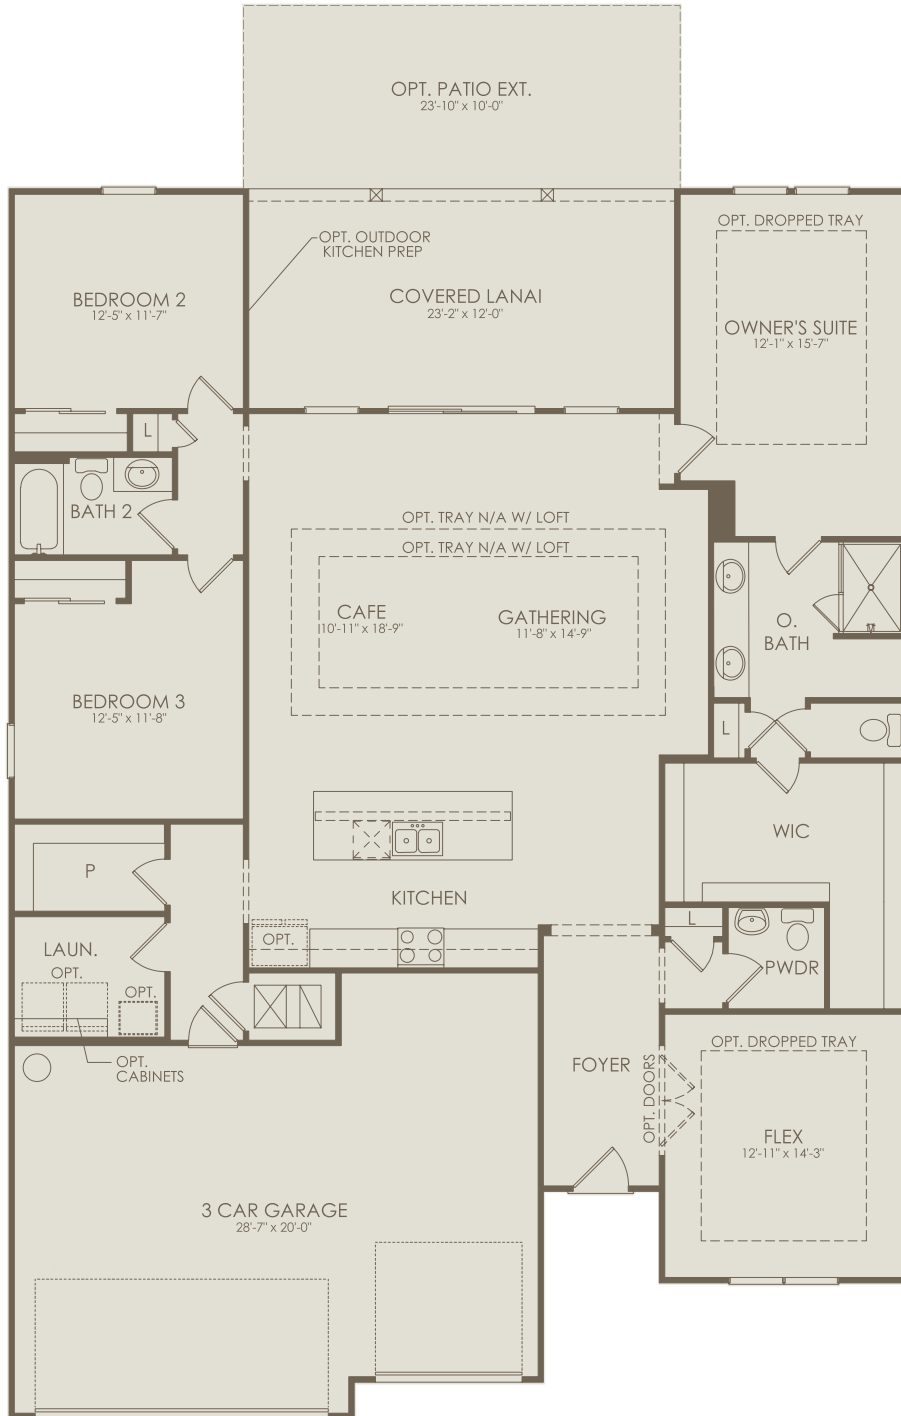 OPT. PATIO EXT.
23'-10" x 10'-0"
OPT. DROPPED TRAY
OPT. OUTDOOR
KITCHEN PREP
BEDROOM 2
12'-5" x 11'-7"
COVERED LANAI
23'-2" x 12'-0"
OWNER'S SUITE
12'-1" x 15'-7"
L
BATH 2
OPT. TRAY N/A W/ LOFT
OPT. TRAY N/A W/ LOFT
CAFE
10'-11" x 18'-9"
GATHERING
11'-8" x 14'-9"
O.
BATH
BEDROOM 3
12'-5" x 11'-8"
L
WIC
P
KITCHEN
L
LAUN.
OPT.
OPT.
OPT.
PWDR
OPT.
CABINETS
FOYER
OPT. DOORS
OPT. DROPPED TRAY
FLEX
12'-11" x 14'-3"
3 CAR GARAGE
28'-7" x 20'-0"